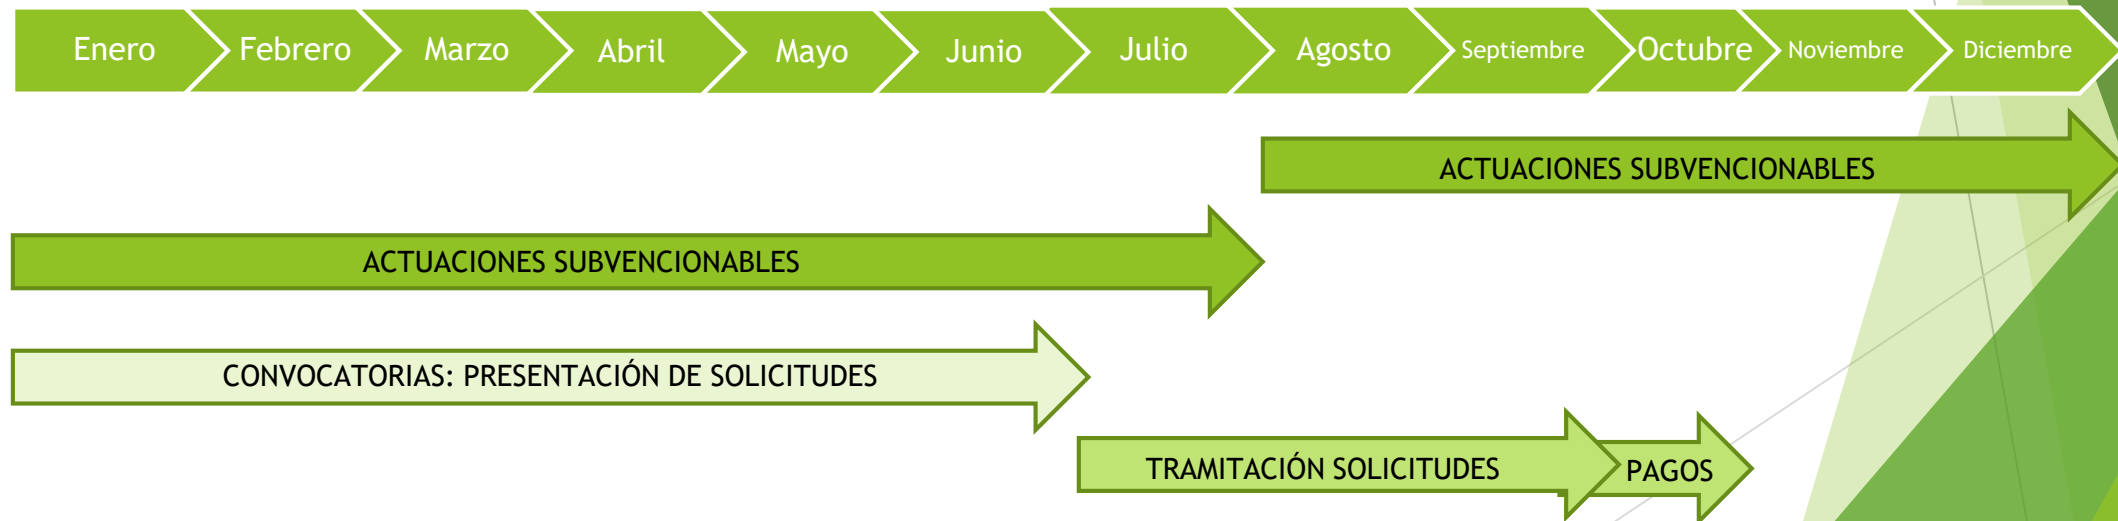 Enero
Febrero
Marzo
Abril
Mayo
Junio
Julio
Agosto
Septiembre
Octubre
Noviembre
Diciembre
ACTUACIONES SUBVENCIONABLES
ACTUACIONES SUBVENCIONABLES
CONVOCATORIAS: PRESENTACIÓN DE SOLICITUDES
TRAMITACIÓN SOLICITUDES
PAGOS